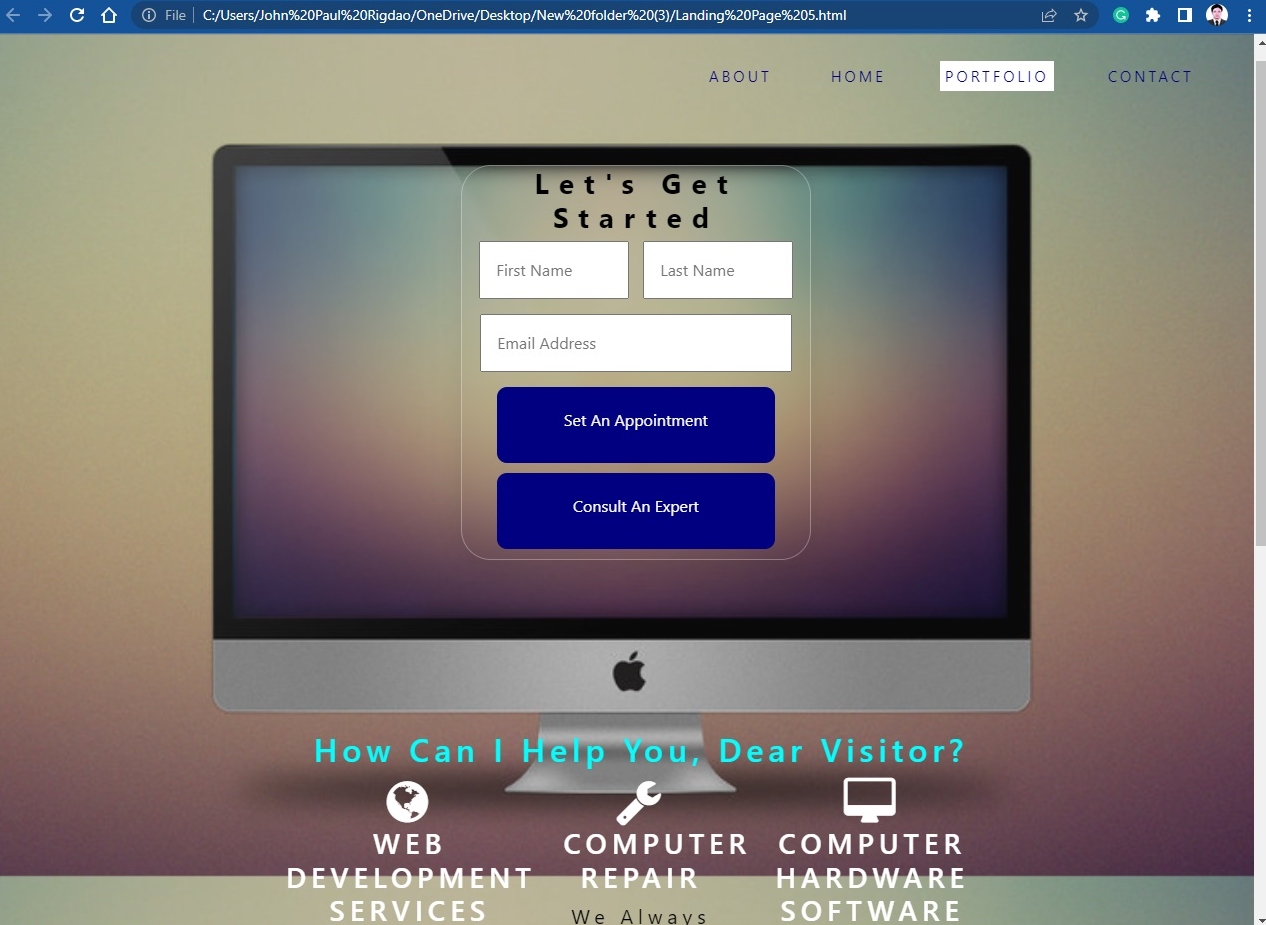 File C:/Users/John%20Paul%20Rigdao/OneDrive/Desktop/New%20folder%20(3)/Landing%20Page%205.html
ABOUT HOME PORTFOLIO CONTACT
Let's Get
Started
First Name Last Name
Email Address
Set An Appointment
Consult An Expert
How Can I Help You, Dear Visitor?
WEB
DEVELOPMENT
SERVICES
COMPUTER
REPAIR
We Always
COMPUTER
HARDWARE
SOFTWARE